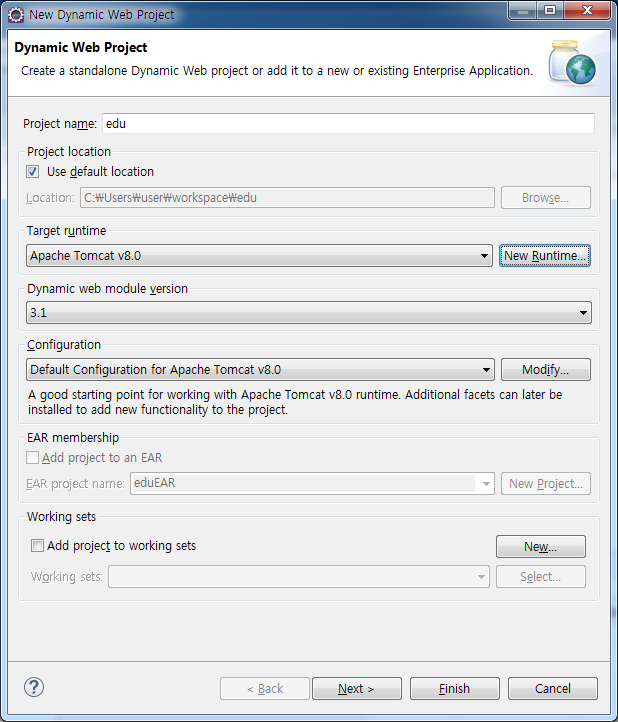 New Dynamic Web Project
Dynamic Web Project
Create a standalone Dynamic Web project or add it to a new or existing Enterprise Application.
Project name: edu
Project location
Use default location
Location: C:₩Users₩user₩workspace₩edu Browse...
Target runtime
Apache Tomcat v8.0 New Runtime...
Dynamic web module version
3.1
Configuration
Default Configuration for Apache Tomcat v8.0 Modify...
A good starting point for working with Apache Tomcat v8.0 runtime. Additional facets can later be
installed to add new functionality to the project.
EAR membership
Add project to an EAR
EAR project name: eduEAR New Project...
Working sets
Add project to working sets New...
Working sets: Select...
? < Back Next > Finish Cancel